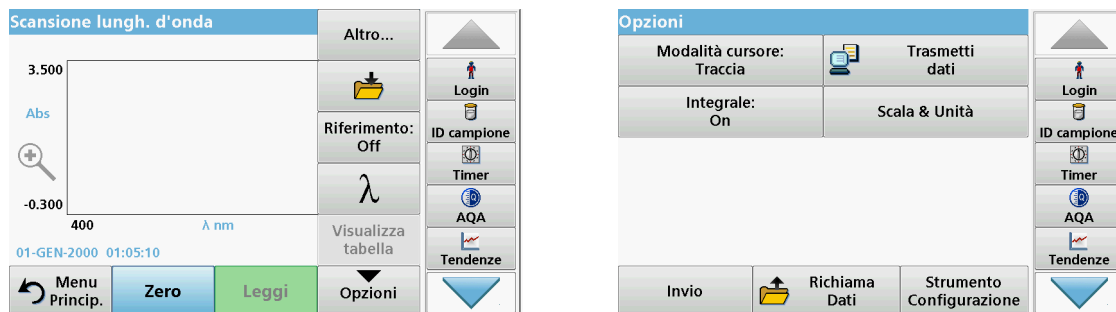 Scansione lungh. d'onda
Altro...
3.500
Abs
Riferimento:
Off
-0.300
λ
400
λ nm
Visualizza
tabella
01-GEN-2000 01:05:10
Menu
Princip.
Zero
Leggi
Opzioni
Login
ID campione
Timer
AQA
Tendenze
Opzioni
Modalità cursore:
Traccia
Trasmetti
dati
Integrale:
On
Scala & Unità
Invio
Richiama
Dati
Strumento
Configurazione
Login
ID campione
Timer
AQA
Tendenze